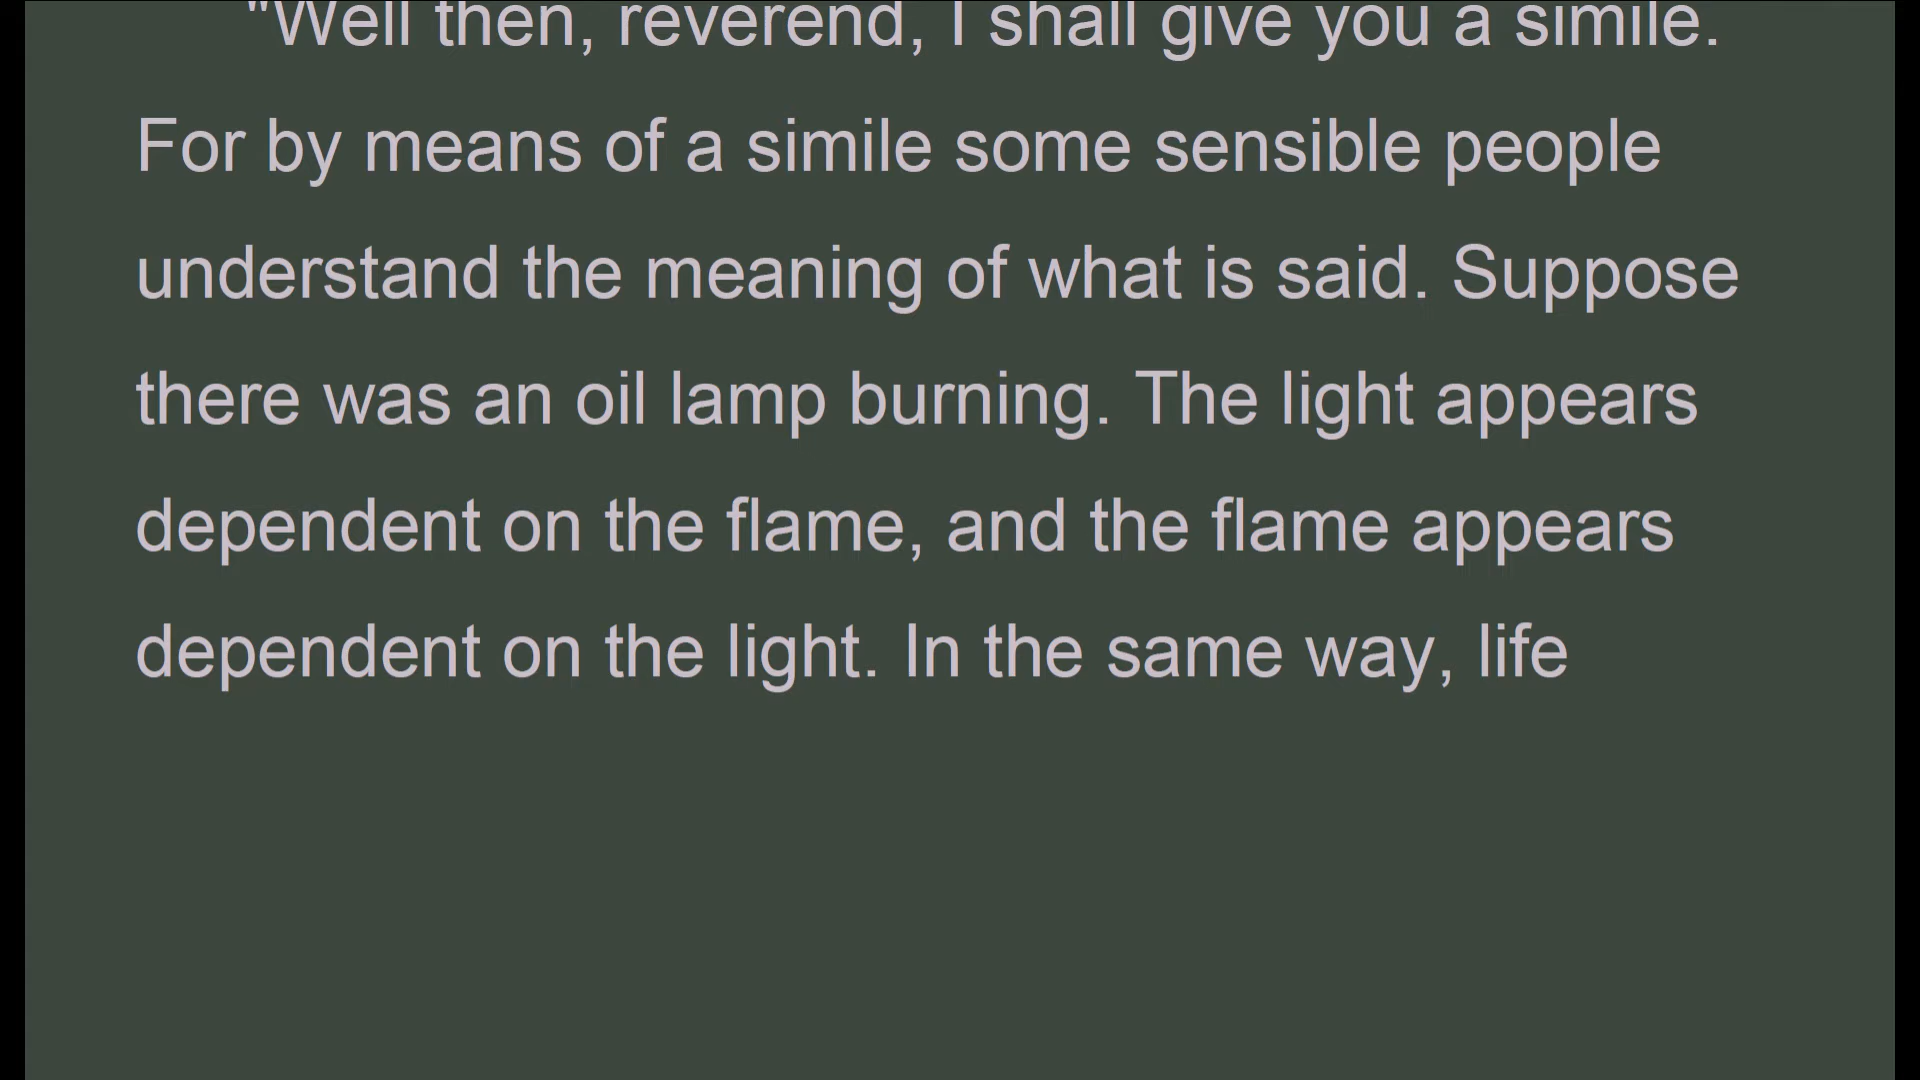 "Well then, reverend, I shall give you a simile.
For by means of a simile some sensible people
understand the meaning of what is said. Suppose
there was an oil lamp burning. The light appears
dependent on the flame, and the flame appears
dependent on the light. In the same way, life